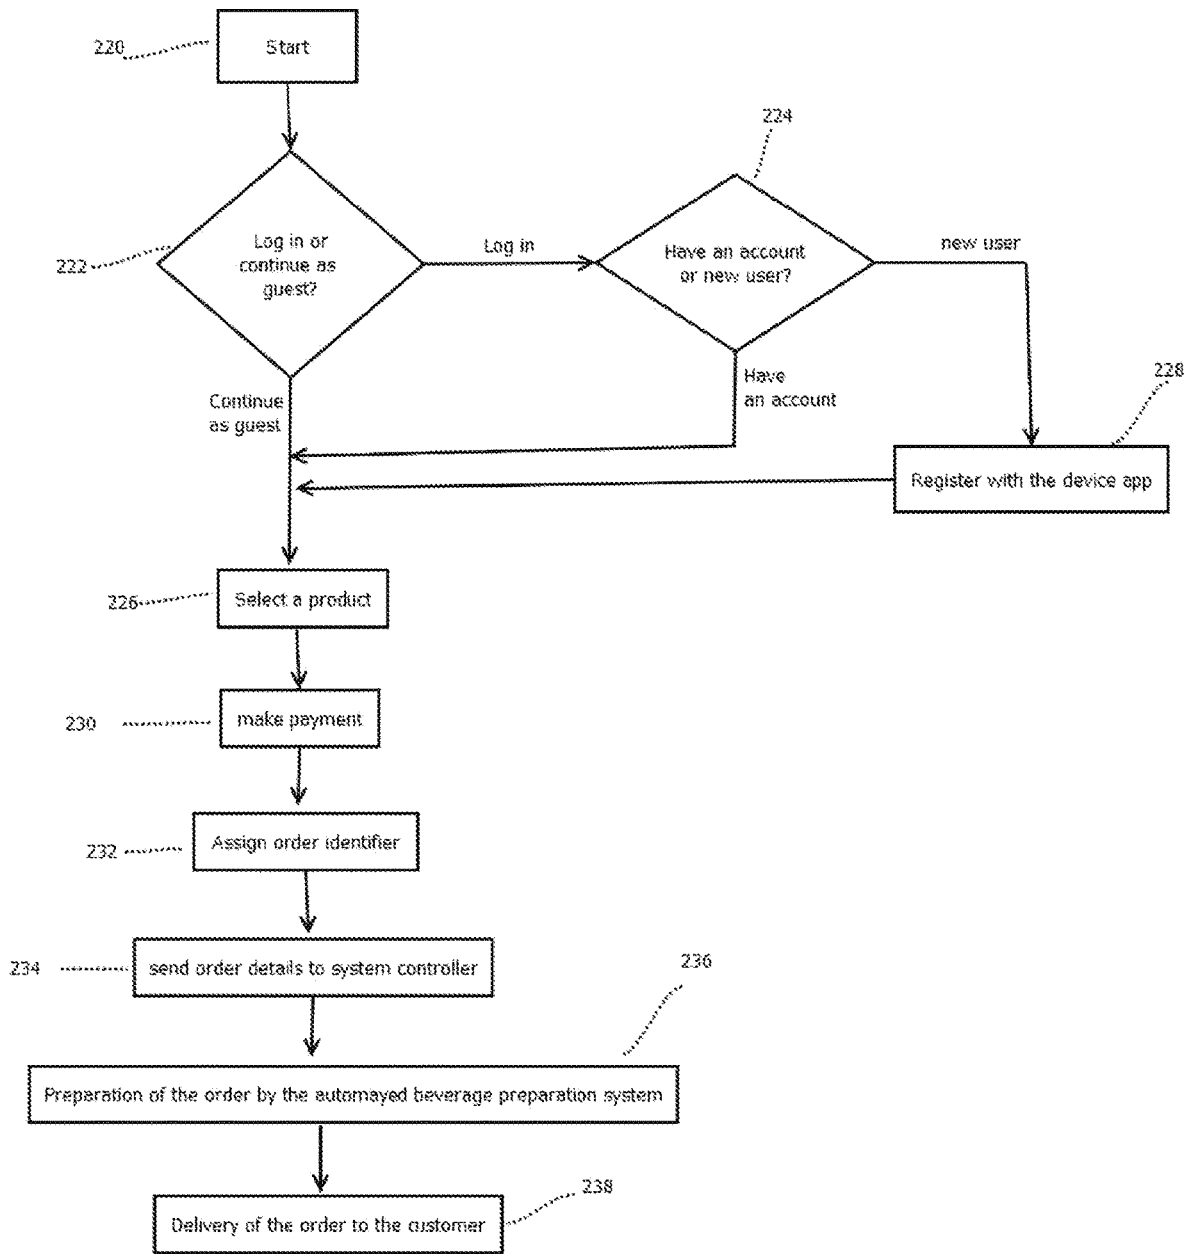 220
Start
224
222
Log in or
continue as
guest?
Log in
Have an account
or new user?
new user
Continue
as guest
Have
an account
228
Register with the device app
226
Select a product
230
make payment
232
Assign order identifier
234
send order details to system controller
236
Preparation of the order by the automayed beverage preparation system
238
Delivery of the order to the customer